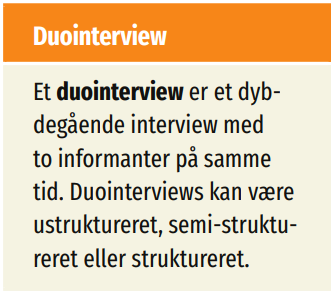 Duointerview
Et duointerview er et dyb-
degående interview med
to informanter på samme
tid. Duointerviews kan være
ustruktureret, semi-struktu-
reret eller struktureret.